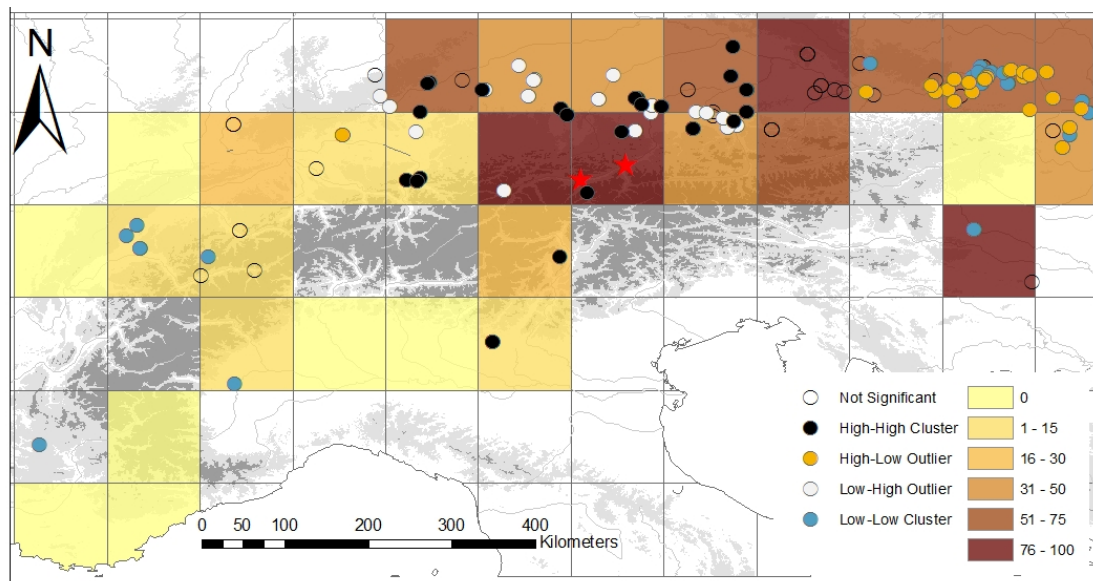 N
Not Significant 0
High-High Cluster 1 - 15
High-Low Outlier 16 - 30
Low-High Outlier 31 - 50
Low-Low Cluster 51 - 75
76 - 100
0 50 100 200 300 400
Kilometers